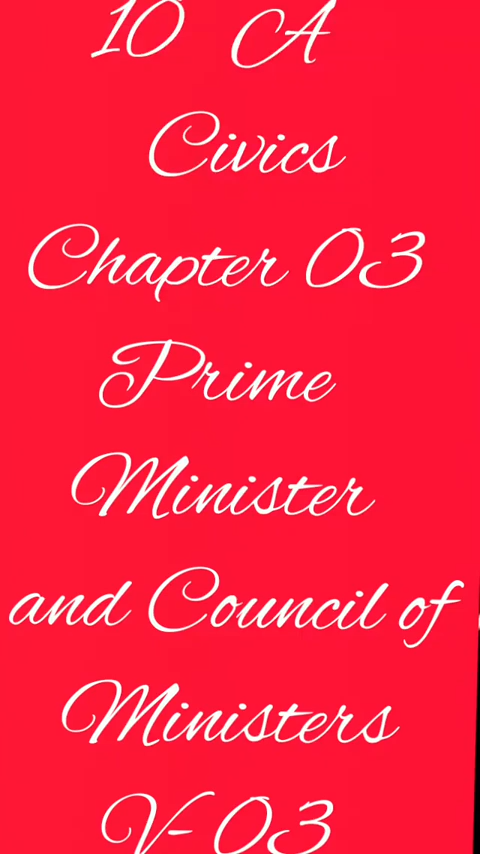 10 A
Civics
Chapter 03
Prime
Minister
and Council of
Ministers
V-03